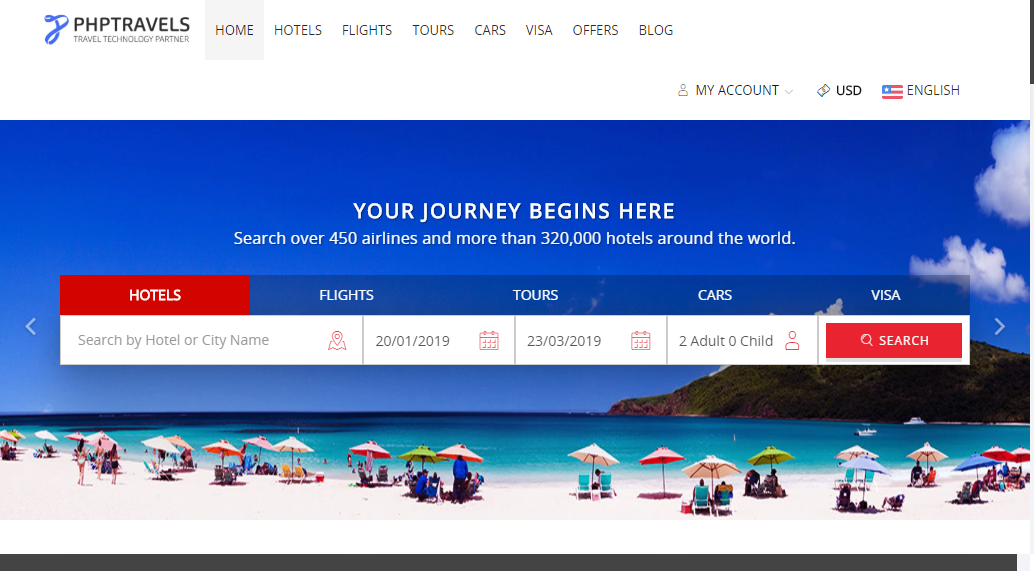 PHPTRAVELS
TRAVEL TECHNOLOGY PARTNER
HOME HOTELS FLIGHTS TOURS CARS VISA OFFERS BLOG
MY ACCOUNT USD ENGLISH
YOUR JOURNEY BEGINS HERE
Search over 450 airlines and more than 320,000 hotels around the world.
HOTELS FLIGHTS TOURS CARS VISA
Search by Hotel or City Name 20/01/2019 23/03/2019 2 Adult 0 Child SEARCH